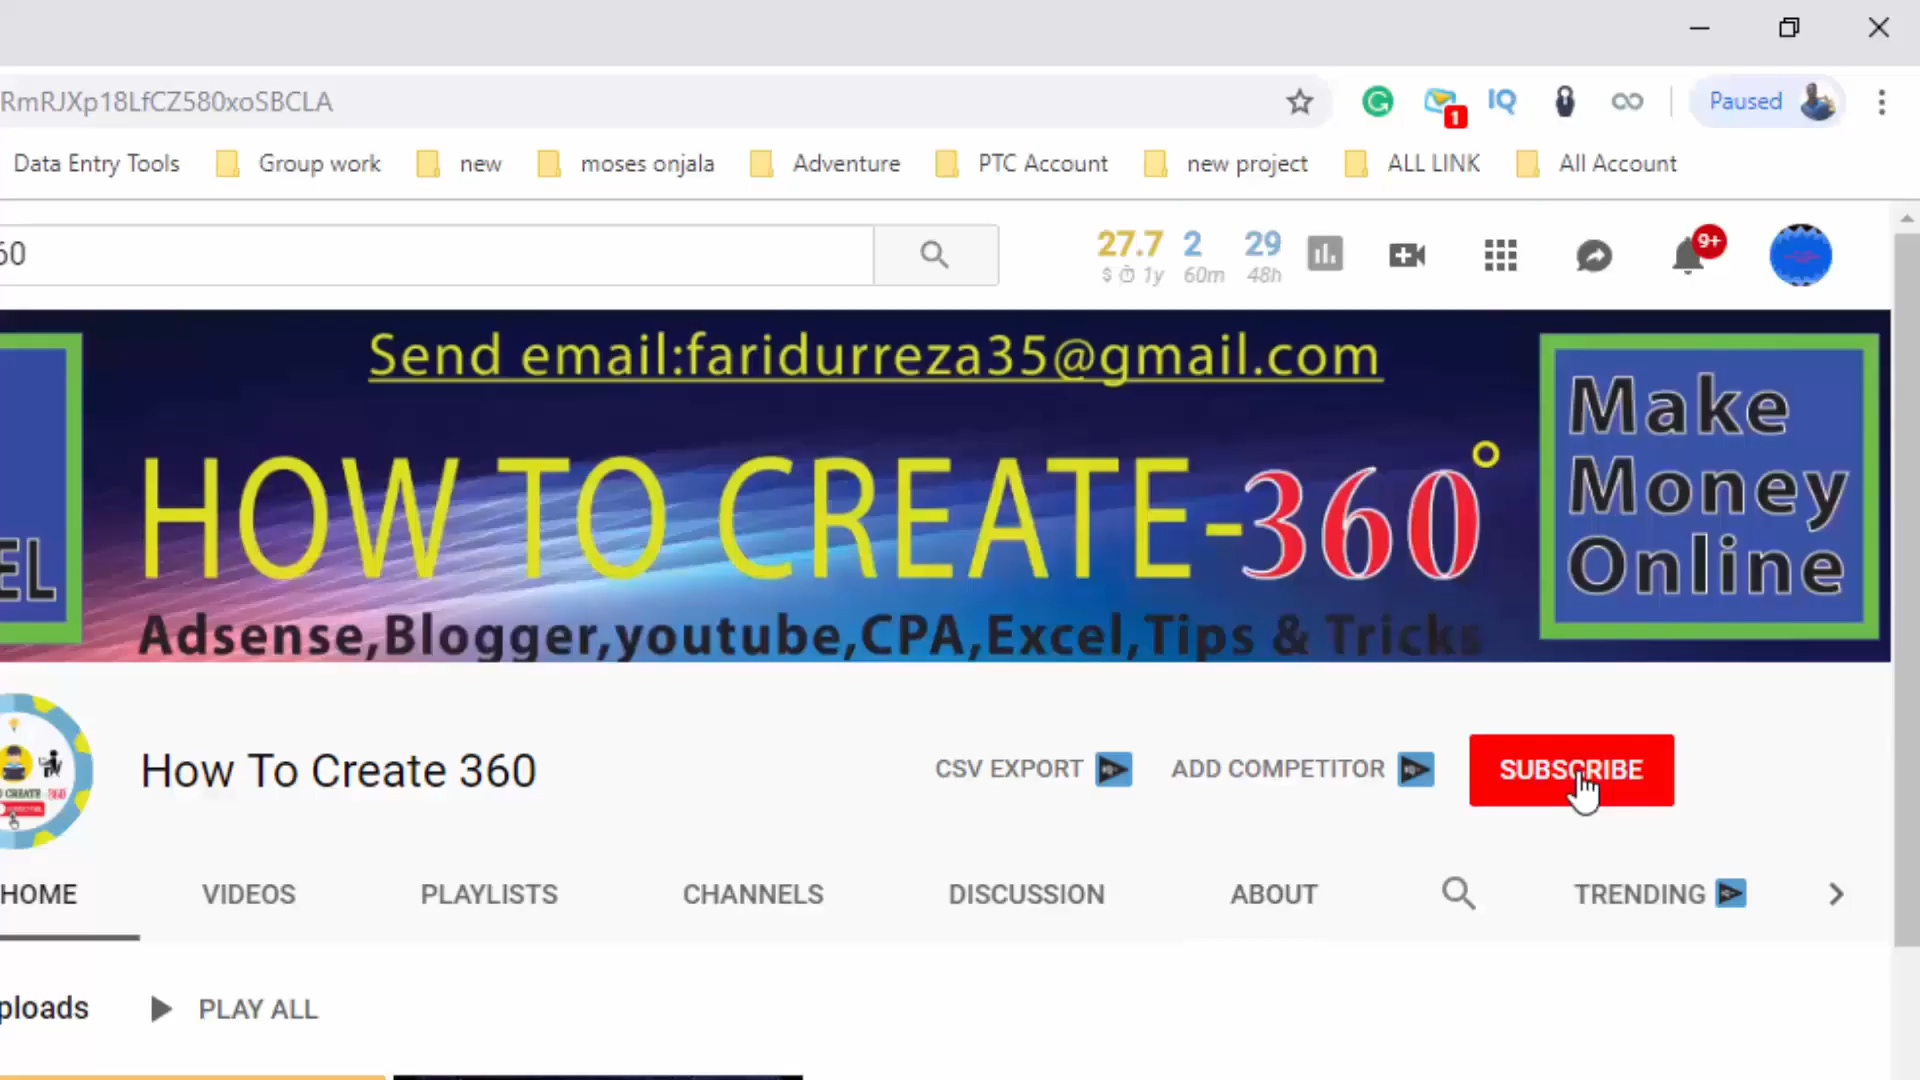 RmRJXp18LfCZ580xoSBCLA
1
IQ
Paused
Data Entry Tools
Group work
new
moses onjala
Adventure
PTC Account
new project
ALL LINK
All Account
60
27.7 2 29
$ 1y 60m 48h
9+
Send email:faridurreza35@gmail.com
EL
HOW TO CREATE-360°
Adsense,Blogger,youtube,CPA,Excel,Tips & Tricks
Make
Money
Online
How To Create 360
CSV EXPORT
ADD COMPETITOR
SUBSCRIBE
HOME
VIDEOS
PLAYLISTS
CHANNELS
DISCUSSION
ABOUT
TRENDING
ploads
PLAY ALL